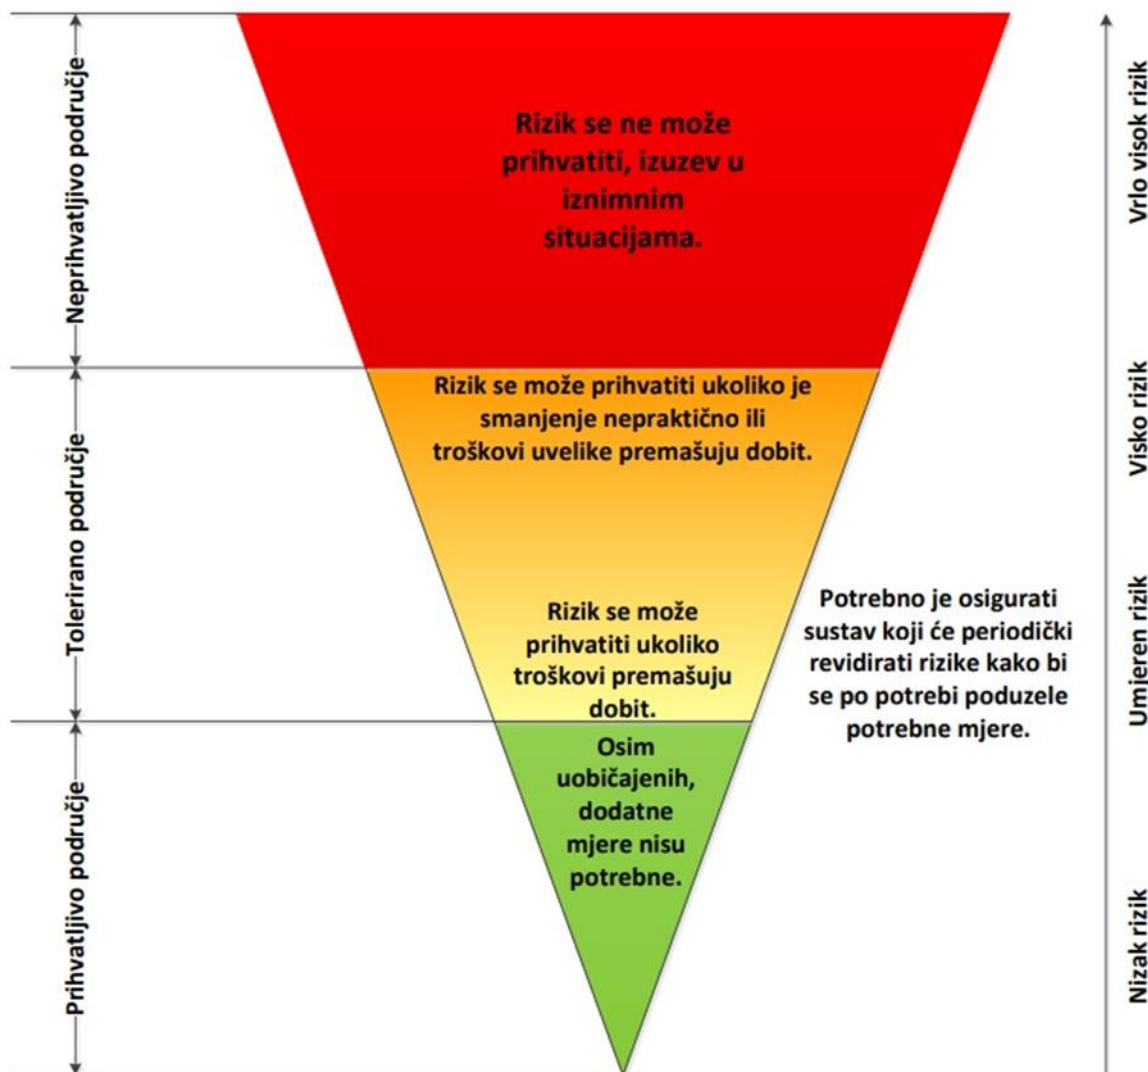 Neprihvatljivo područje
Tolerirano područje
Prihvatljivo područje
Rizik se ne može
prihvatiti, izuzev u
iznimnim
situacijama.
Rizik se može prihvatiti ukoliko je
smanjenje nepraktično ili
troškovi uvelike premašuju dobit.
Rizik se može
prihvatiti ukoliko
troškovi premašuju
dobit.
Osim
uobičajenih,
dodatne
mjere nisu
potrebne.
Potrebno je osigurati
sustav koji će periodički
revidirati rizike kako bi
se po potrebi poduzele
potrebne mjere.
Vrlo visok rizik
Visko rizik
Umjeren rizik
Nizak rizik